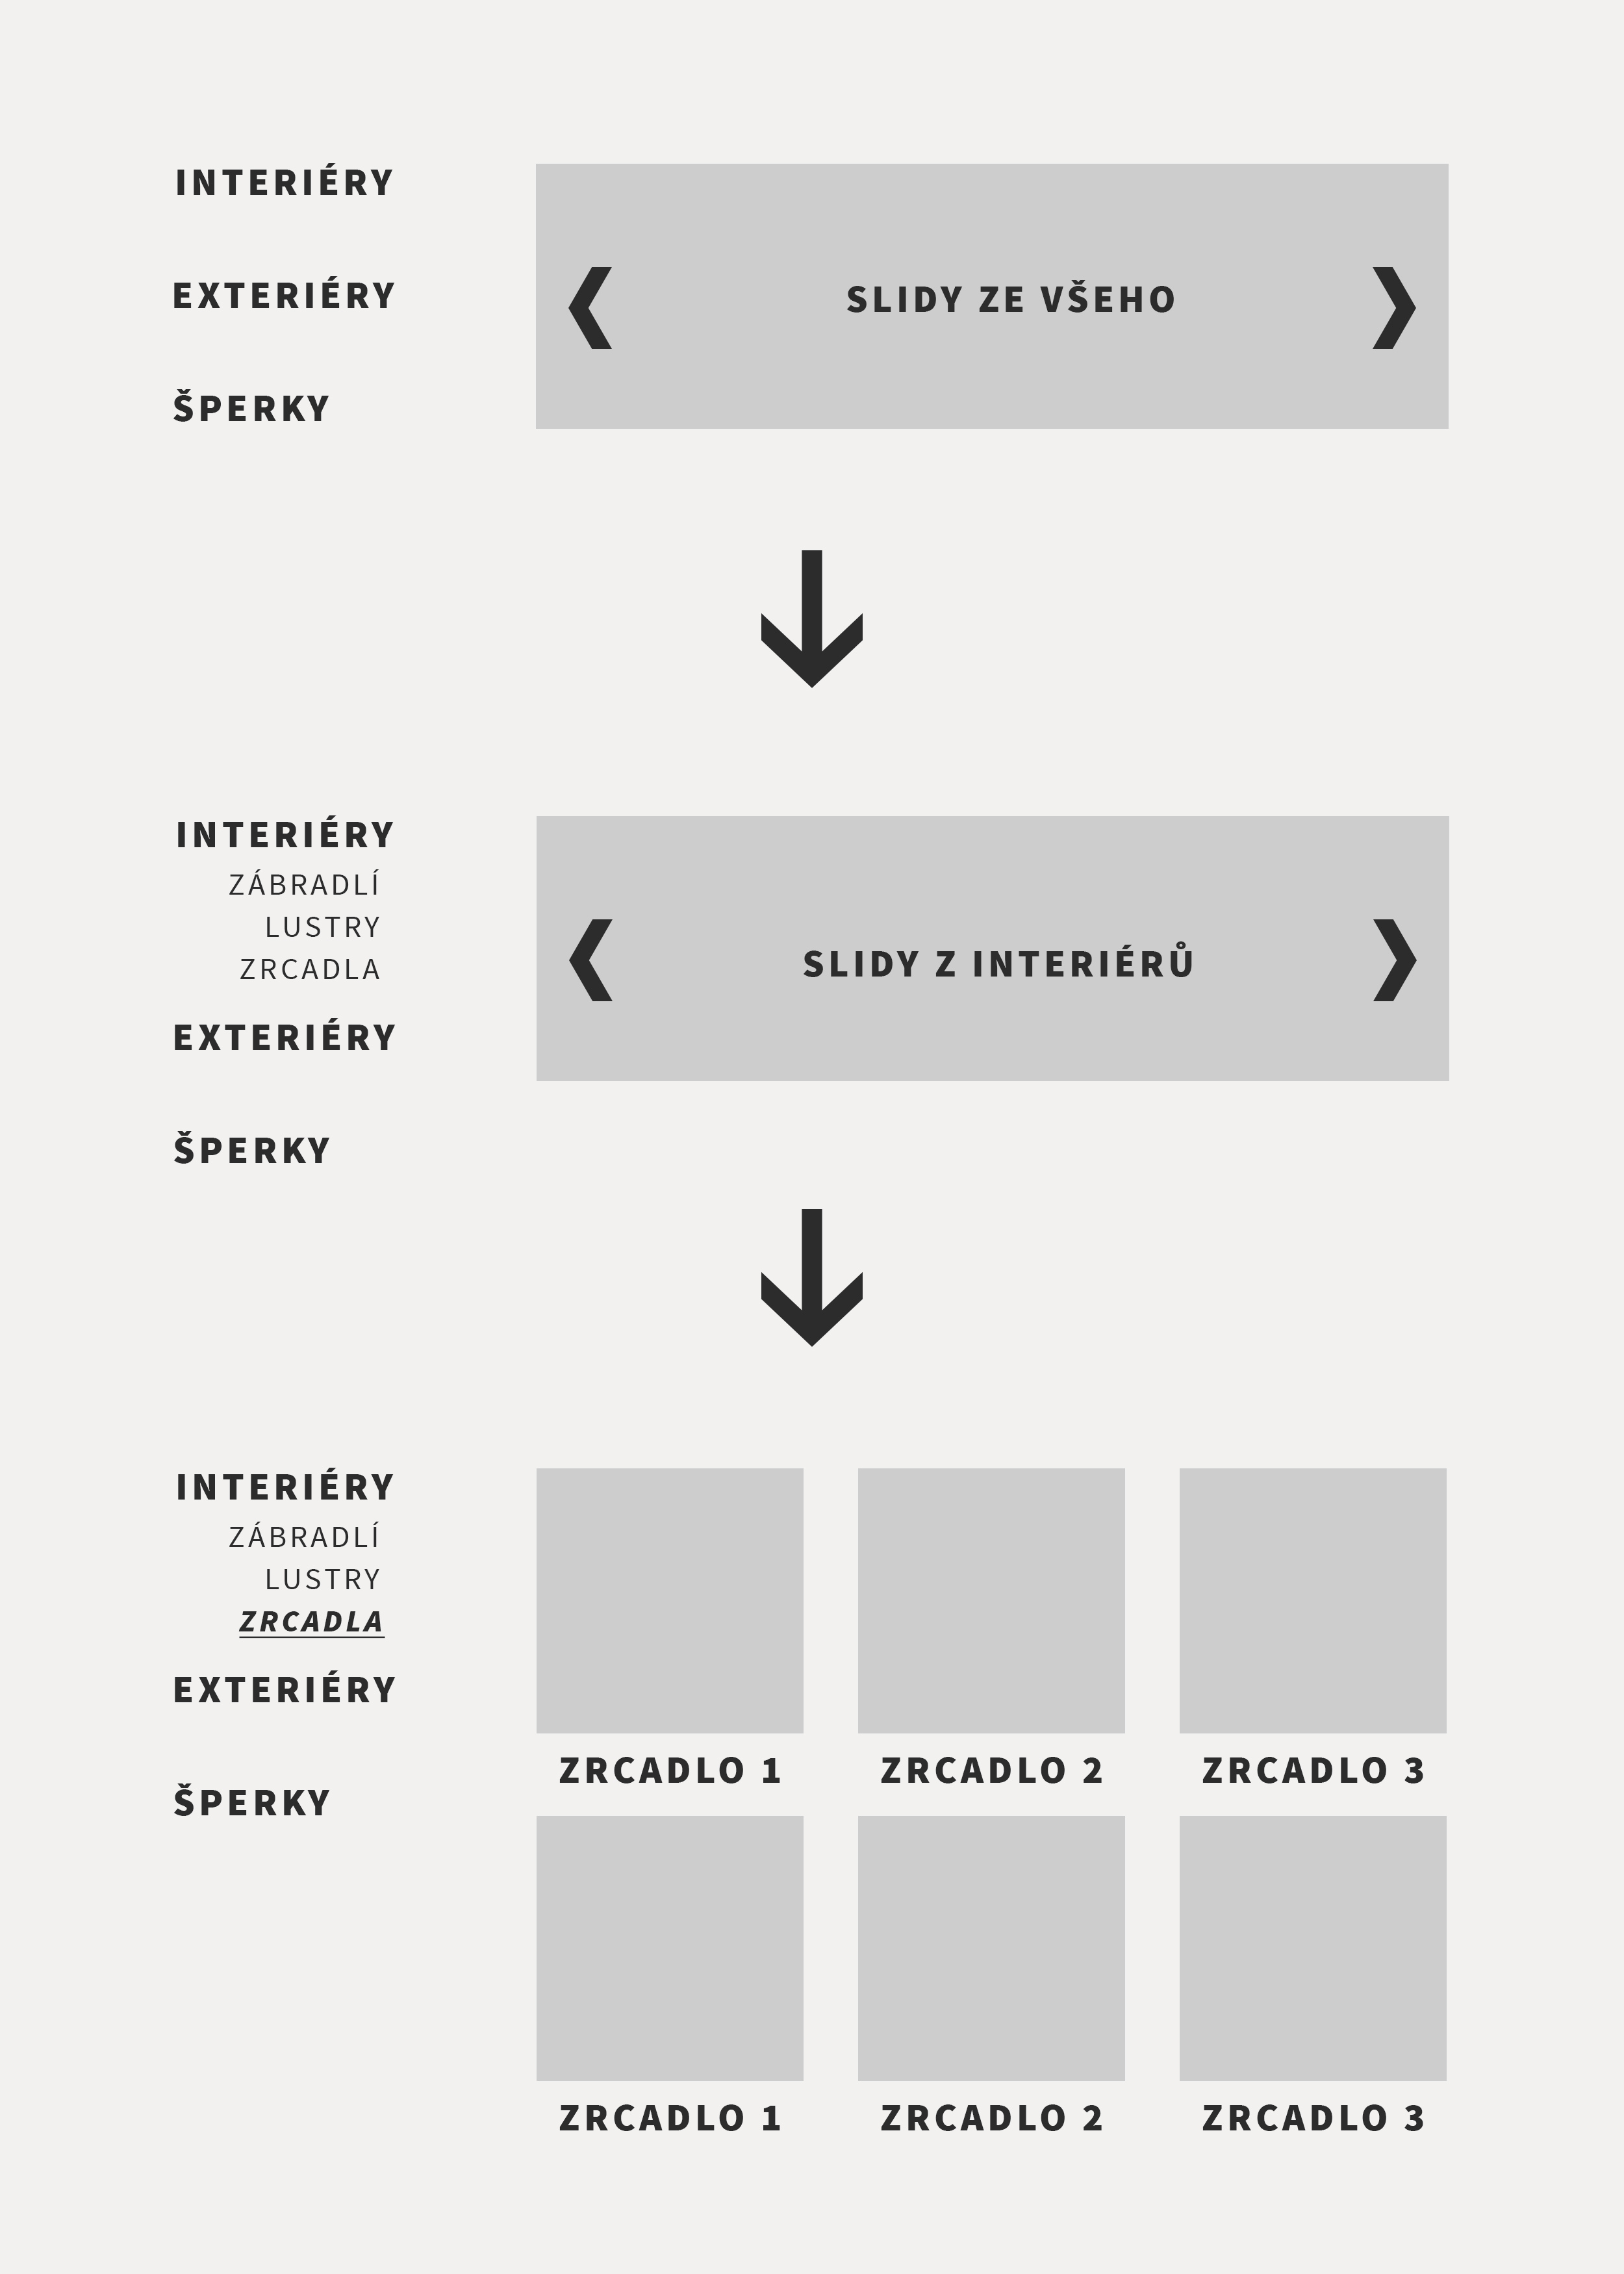 INTERIÉRY
EXTERIÉRY
ŠPERKY
SLIDY ZE VŠEHO
INTERIÉRY
ZÁBRADLÍ
LUSTRY
ZRCADLA
EXTERIÉRY
ŠPERKY
SLIDY Z INTERIÉRŮ
INTERIÉRY
ZÁBRADLÍ
LUSTRY
ZRCADLA
EXTERIÉRY
ŠPERKY
ZRCADLO 1
ZRCADLO 2
ZRCADLO 3
ZRCADLO 1
ZRCADLO 2
ZRCADLO 3